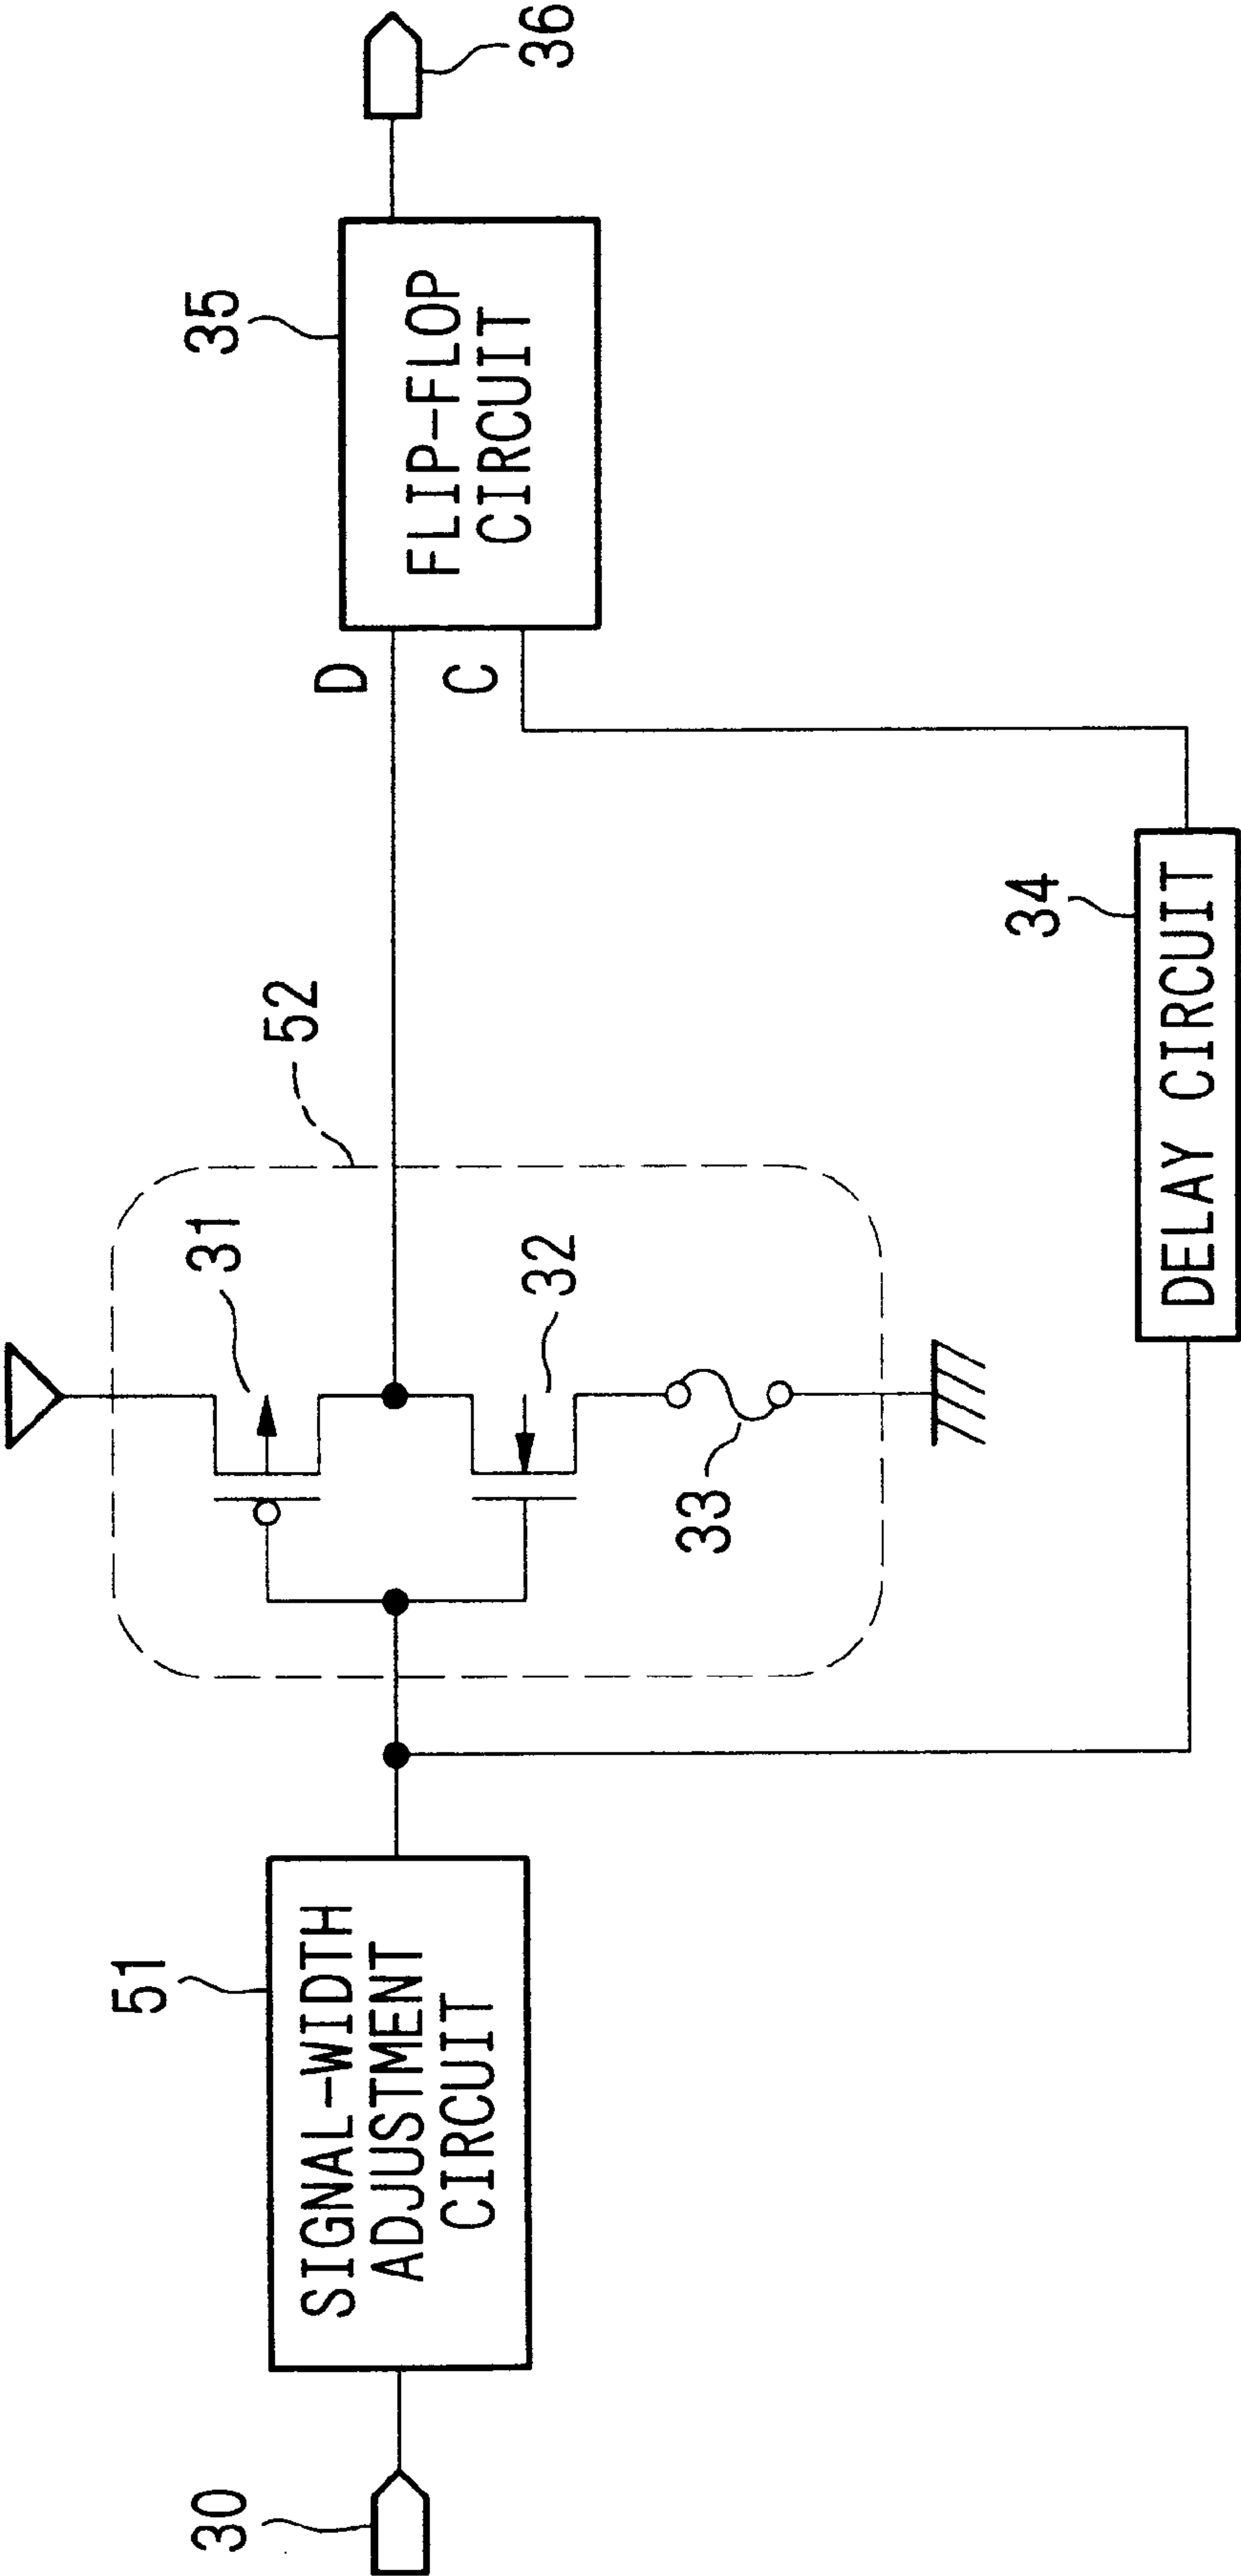 30
51
SIGNAL-WIDTH
ADJUSTMENT
CIRCUIT
52
31
32
33
34
DELAY CIRCUIT
D
C
35
FLIP-FLOP
CIRCUIT
36